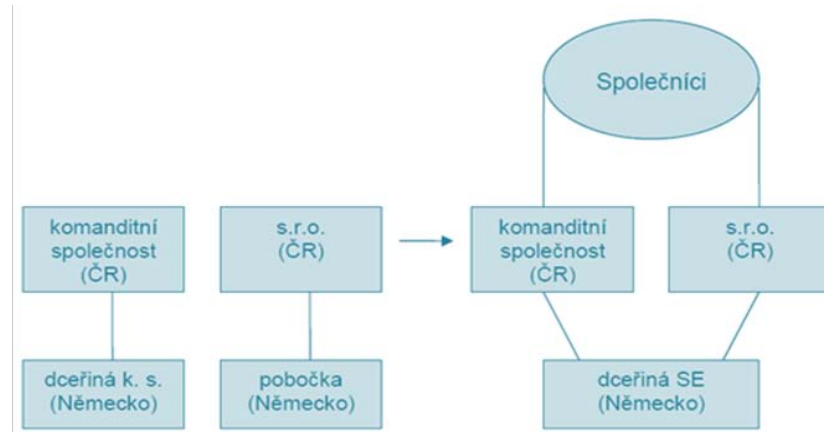 Společníci
komanditní
společnost
(ČR)
s.r.o.
(ČR)
komanditní
společnost
(ČR)
s.r.o.
(ČR)
dceřiná k. s.
(Německo)
pobočka
(Německo)
dceřiná SE
(Německo)